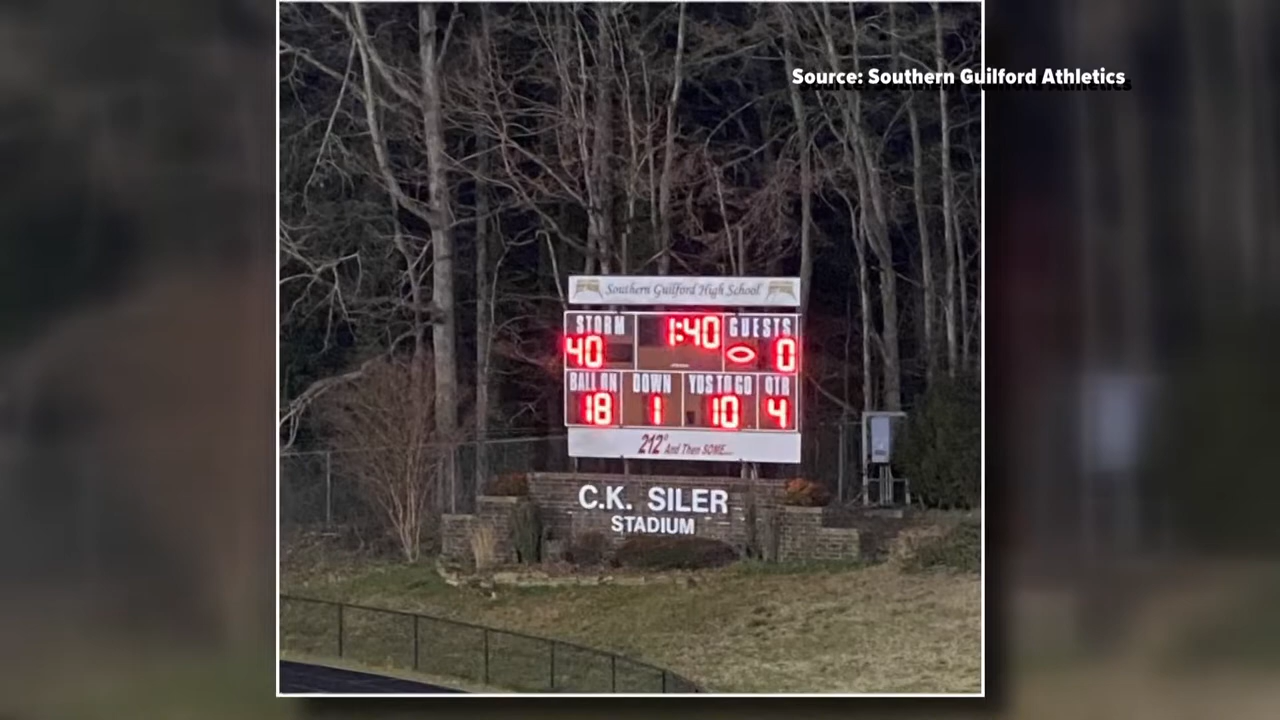 Source: Southern Guilford Athletics
Southern Guilford High School
STORM 1:40 GUESTS
40 0
BALL ON DOWN YDS TO GO QTR
18 1 10 4
212° And Then SOME...
C.K. SILER
STADIUM